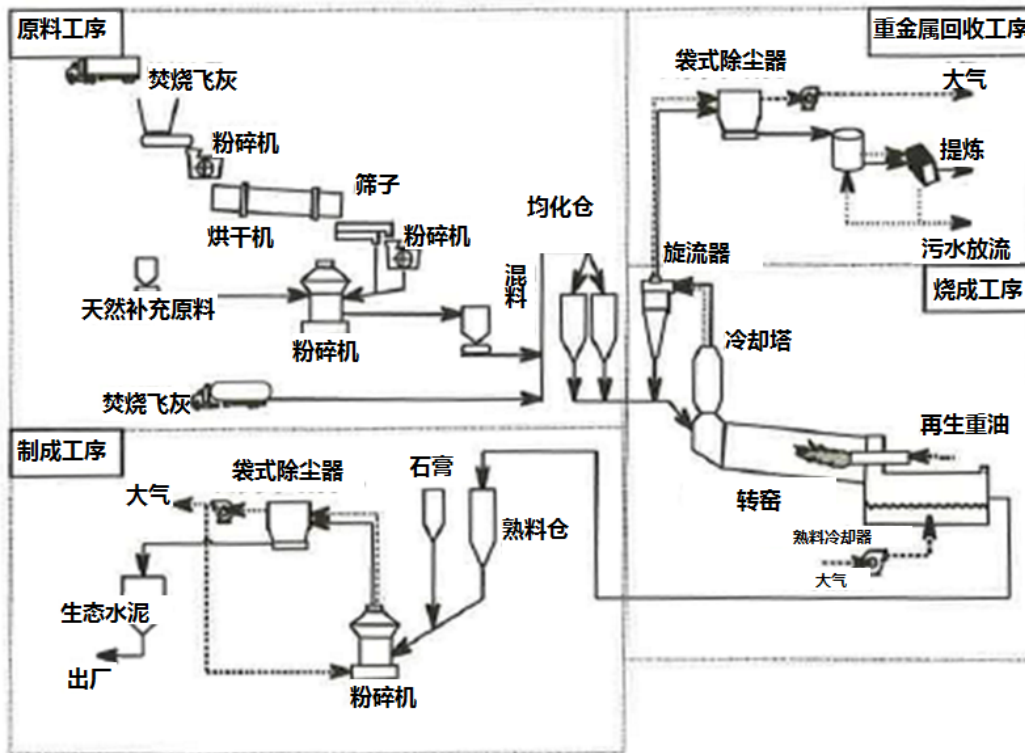 原料工序
焚烧飞灰
粉碎机
筛子
烘干机
粉碎机
天然补充原料
粉碎机
混料
均化仓
焚烧飞灰
重金属回收工序
袋式除尘器
大气
提炼
污水放流
旋流器
烧成工序
冷却塔
再生重油
转窑
熟料冷却器
大气
制成工序
袋式除尘器
石膏
大气
熟料仓
生态水泥
出厂
粉碎机